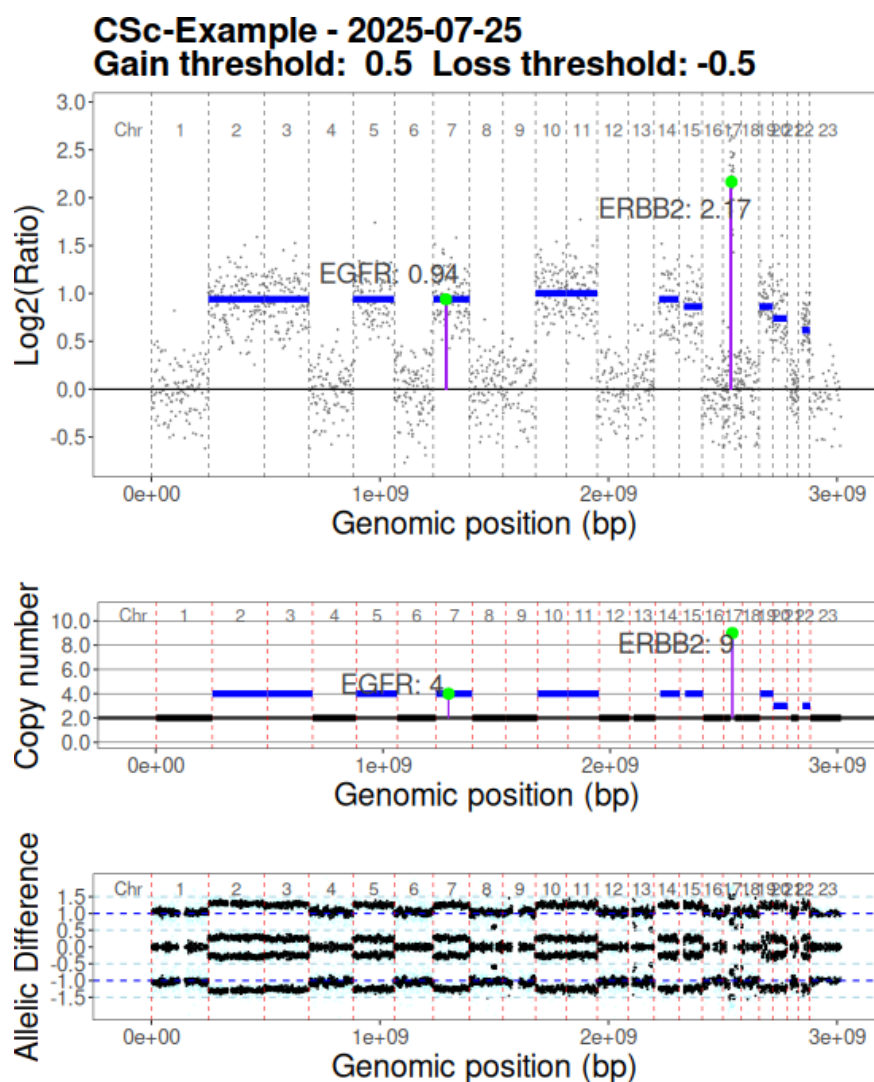 CSc-Example - 2025-07-25
Gain threshold:  0.5  Loss threshold: -0.5
Log2(Ratio)
3.0
2.5
2.0
1.5
1.0
0.5
0.0
-0.5
Chr 1 2 3 4 5 6 7 8 9 10 11 12 13 14 15 16 17 18 19 20 21 22 23
ERBB2: 2.17
EGFR: 0.94
0e+00 1e+09 2e+09 3e+09
Genomic position (bp)
Copy number
10.0
8.0
6.0
4.0
2.0
0.0
Chr 1 2 3 4 5 6 7 8 9 10 11 12 13 14 15 16 17 18 19 20 21 22 23
ERBB2: 9
EGFR: 4
0e+00 1e+09 2e+09 3e+09
Genomic position (bp)
Allelic Difference
1.5
1.0
0.5
0.0
-0.5
-1.0
-1.5
Chr 1 2 3 4 5 6 7 8 9 10 11 12 13 14 15 16 17 18 19 20 21 22 23
0e+00 1e+09 2e+09 3e+09
Genomic position (bp)